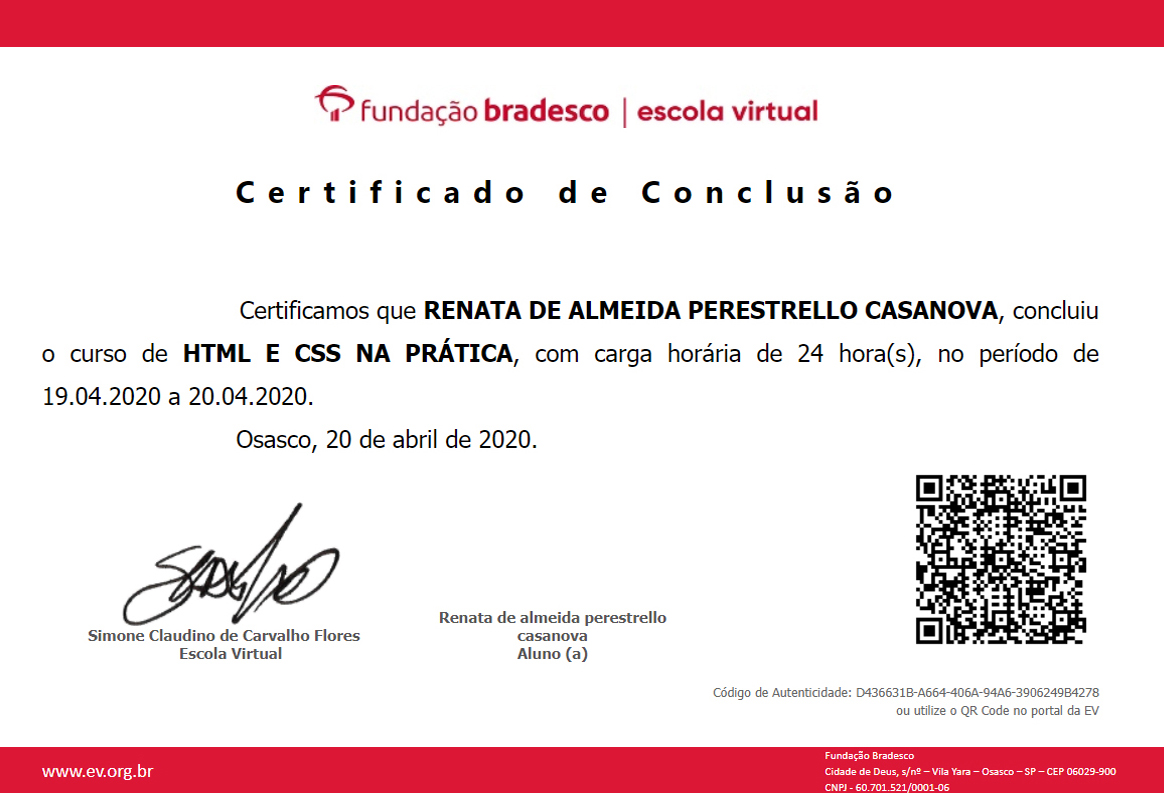 fundação bradesco | escola virtual
Certificado de Conclusão
Certificamos que RENATA DE ALMEIDA PERESTRELLO CASANOVA, concluiu
o curso de HTML E CSS NA PRÁTICA, com carga horária de 24 hora(s), no período de
19.04.2020 a 20.04.2020.
Osasco, 20 de abril de 2020.
Simone Claudino de Carvalho Flores
Escola Virtual
Renata de almeida perestrello
casanova
Aluno (a)
Código de Autenticidade: D436631B-A664-406A-94A6-3906249B4278
ou utilize o QR Code no portal da EV
www.ev.org.br
Fundação Bradesco
Cidade de Deus, s/nº – Vila Yara – Osasco – SP – CEP 06029-900
CNPJ - 60.701.521/0001-06